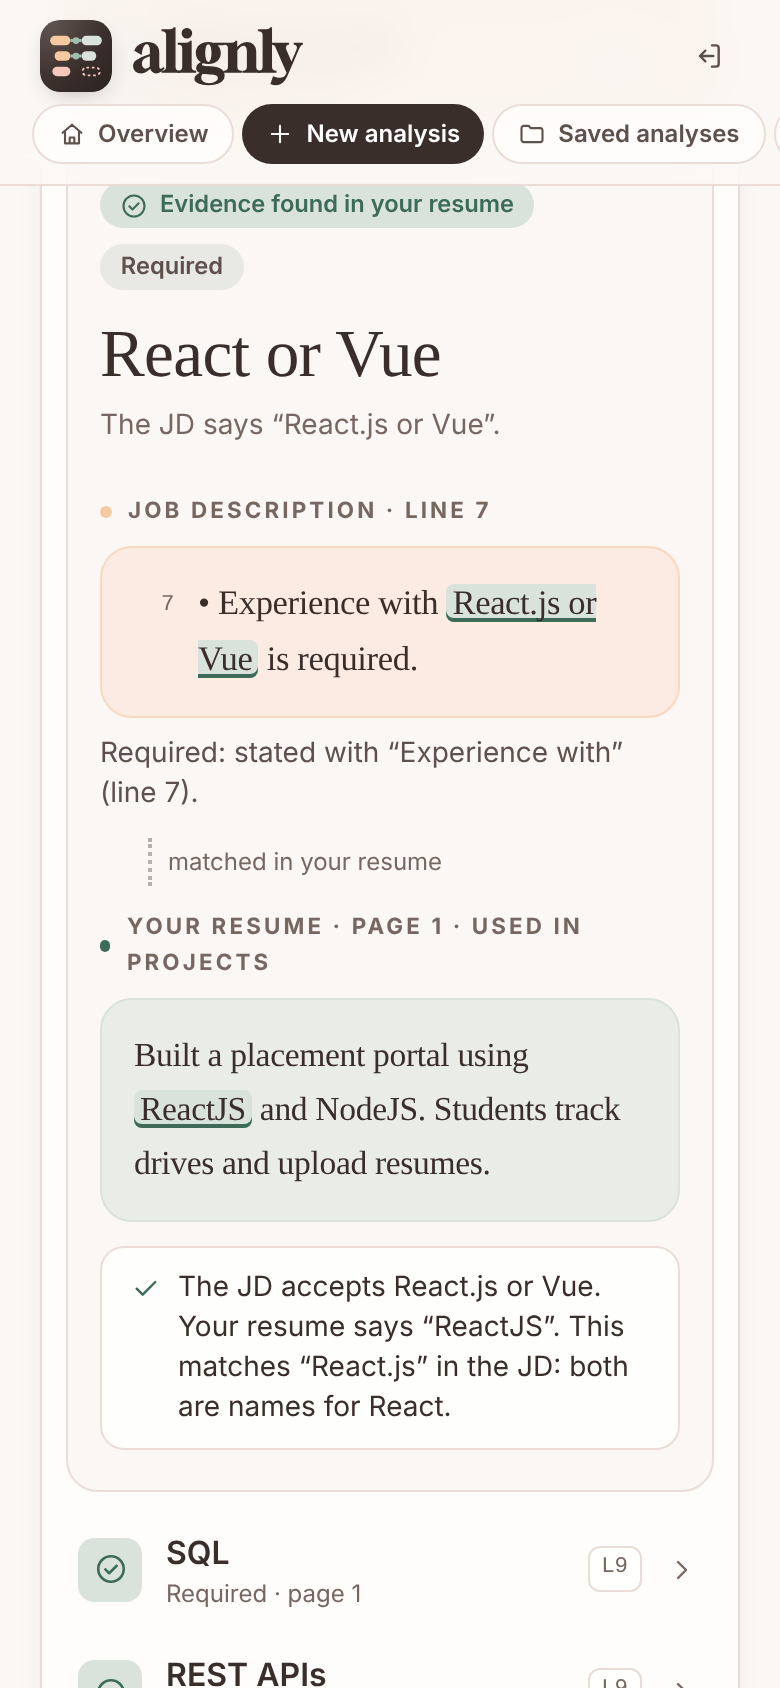 alignly
Overview
New analysis
Saved analyses
Evidence found in your resume
Required
React or Vue
The JD says “React.js or Vue”.
JOB DESCRIPTION · LINE 7
7 • Experience with React.js or
Vue is required.
Required: stated with “Experience with”
(line 7).
matched in your resume
YOUR RESUME · PAGE 1 · USED IN
PROJECTS
Built a placement portal using
ReactJS and NodeJS. Students track
drives and upload resumes.
The JD accepts React.js or Vue.
Your resume says “ReactJS”. This
matches “React.js” in the JD: both
are names for React.
SQL
L9
Required · page 1
REST APIs
L9